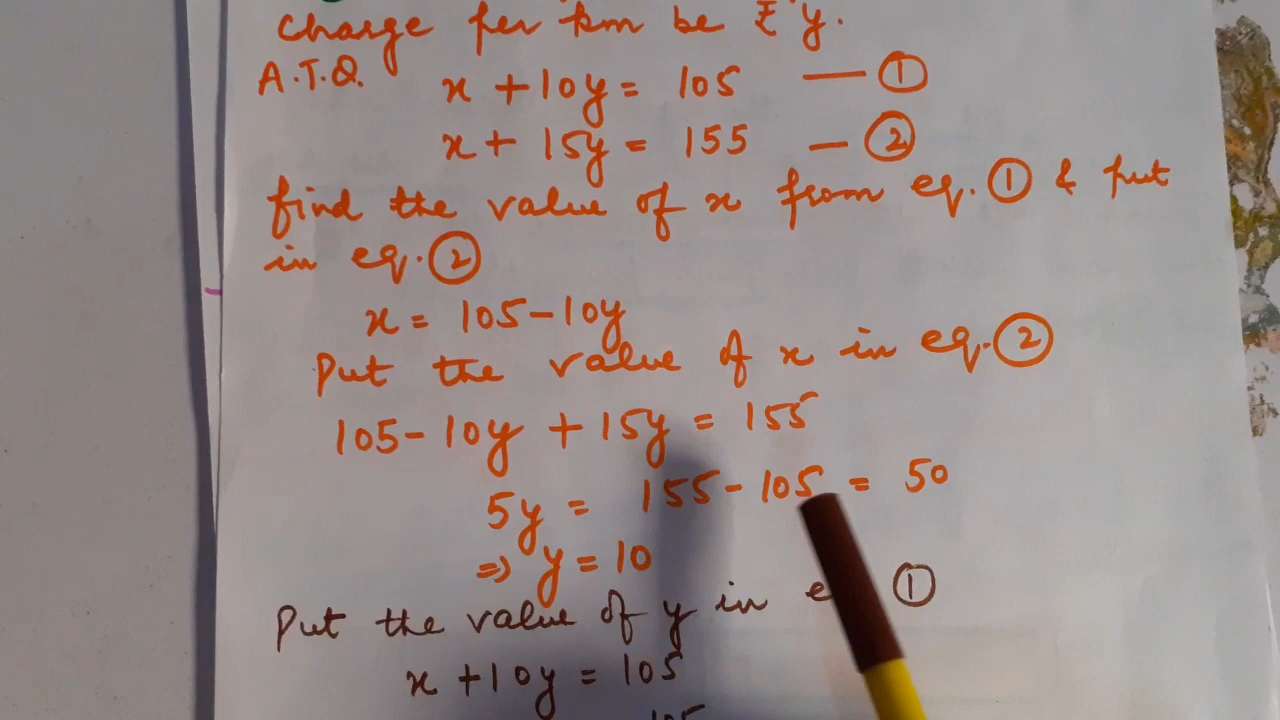 Charge per km be ₹ y.
A.T.Q. x + 10y = 105 — ①
x + 15y = 155 — ②
find the value of x from eq. ① & put
in eq. ②
x = 105 - 10y
Put the value of x in eq. ②
105 - 10y + 15y = 155
5y = 155 - 105 = 50
⇒ y = 10
Put the value of y in ①
x + 10y = 105